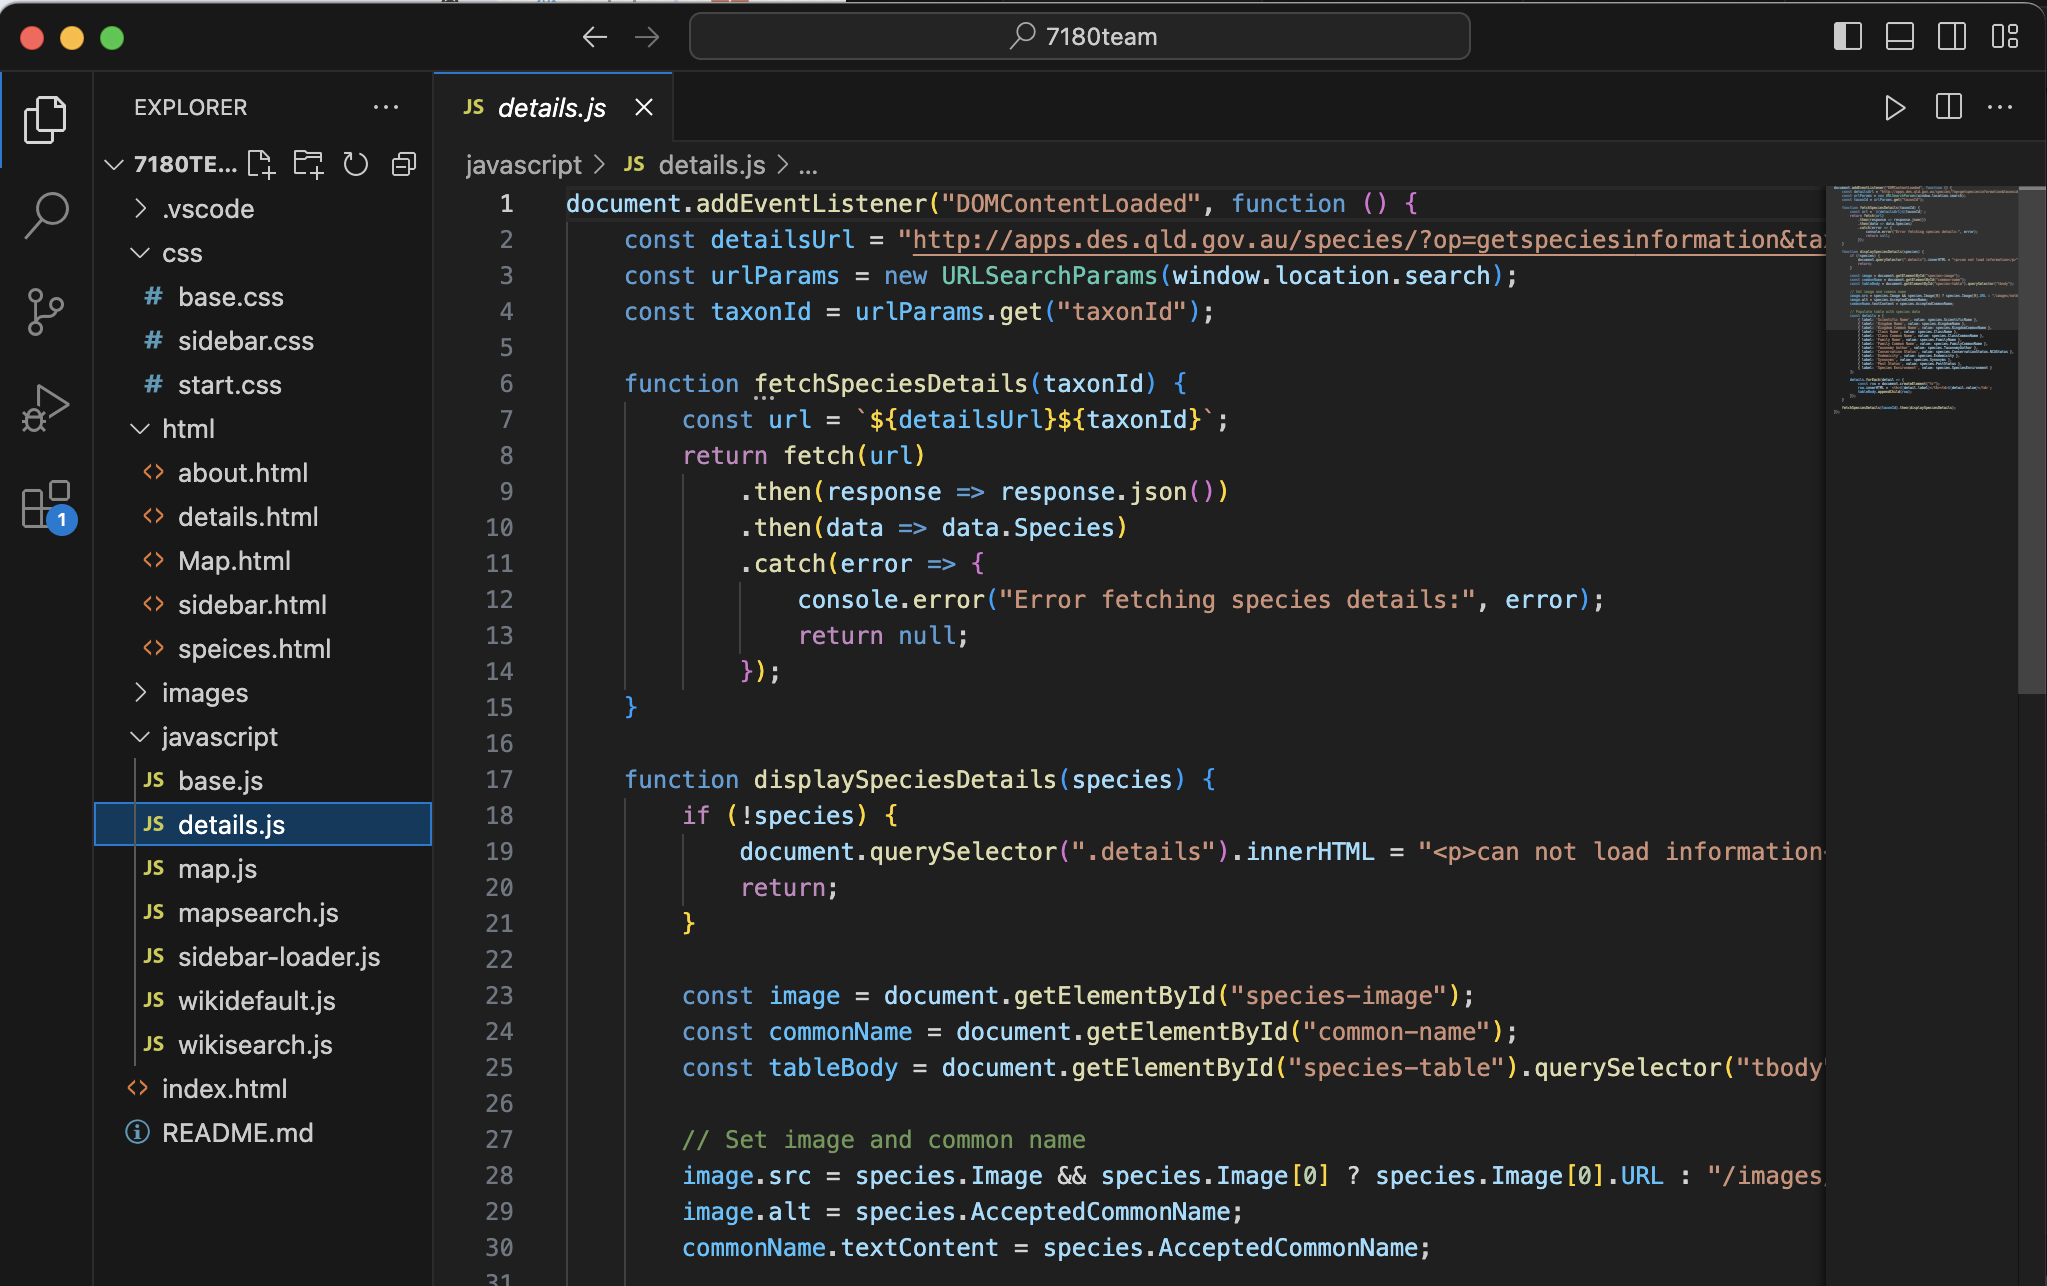 7180team
EXPLORER
7180TE...
.vscode
css
# base.css
# sidebar.css
# start.css
html
<> about.html
<> details.html
<> Map.html
<> sidebar.html
<> speices.html
images
javascript
JS base.js
JS details.js
JS map.js
JS mapsearch.js
JS sidebar-loader.js
JS wikidefault.js
JS wikisearch.js
<> index.html
README.md
1
JS details.js
javascript > JS details.js > ...
1 document.addEventListener("DOMContentLoaded", function () {
2     const detailsUrl = "http://apps.des.qld.gov.au/species/?op=getspeciesinformation&ta
3     const urlParams = new URLSearchParams(window.location.search);
4     const taxonId = urlParams.get("taxonId");
5
6     function fetchSpeciesDetails(taxonId) {
7         const url = `${detailsUrl}${taxonId}`;
8         return fetch(url)
9             .then(response => response.json())
10             .then(data => data.Species)
11             .catch(error => {
12                 console.error("Error fetching species details:", error);
13                 return null;
14             });
15     }
16
17     function displaySpeciesDetails(species) {
18         if (!species) {
19             document.querySelector(".details").innerHTML = "<p>can not load information
20             return;
21         }
22
23         const image = document.getElementById("species-image");
24         const commonName = document.getElementById("common-name");
25         const tableBody = document.getElementById("species-table").querySelector("tbody
26
27         // Set image and common name
28         image.src = species.Image && species.Image[0] ? species.Image[0].URL : "/images
29         image.alt = species.AcceptedCommonName;
30         commonName.textContent = species.AcceptedCommonName;
31